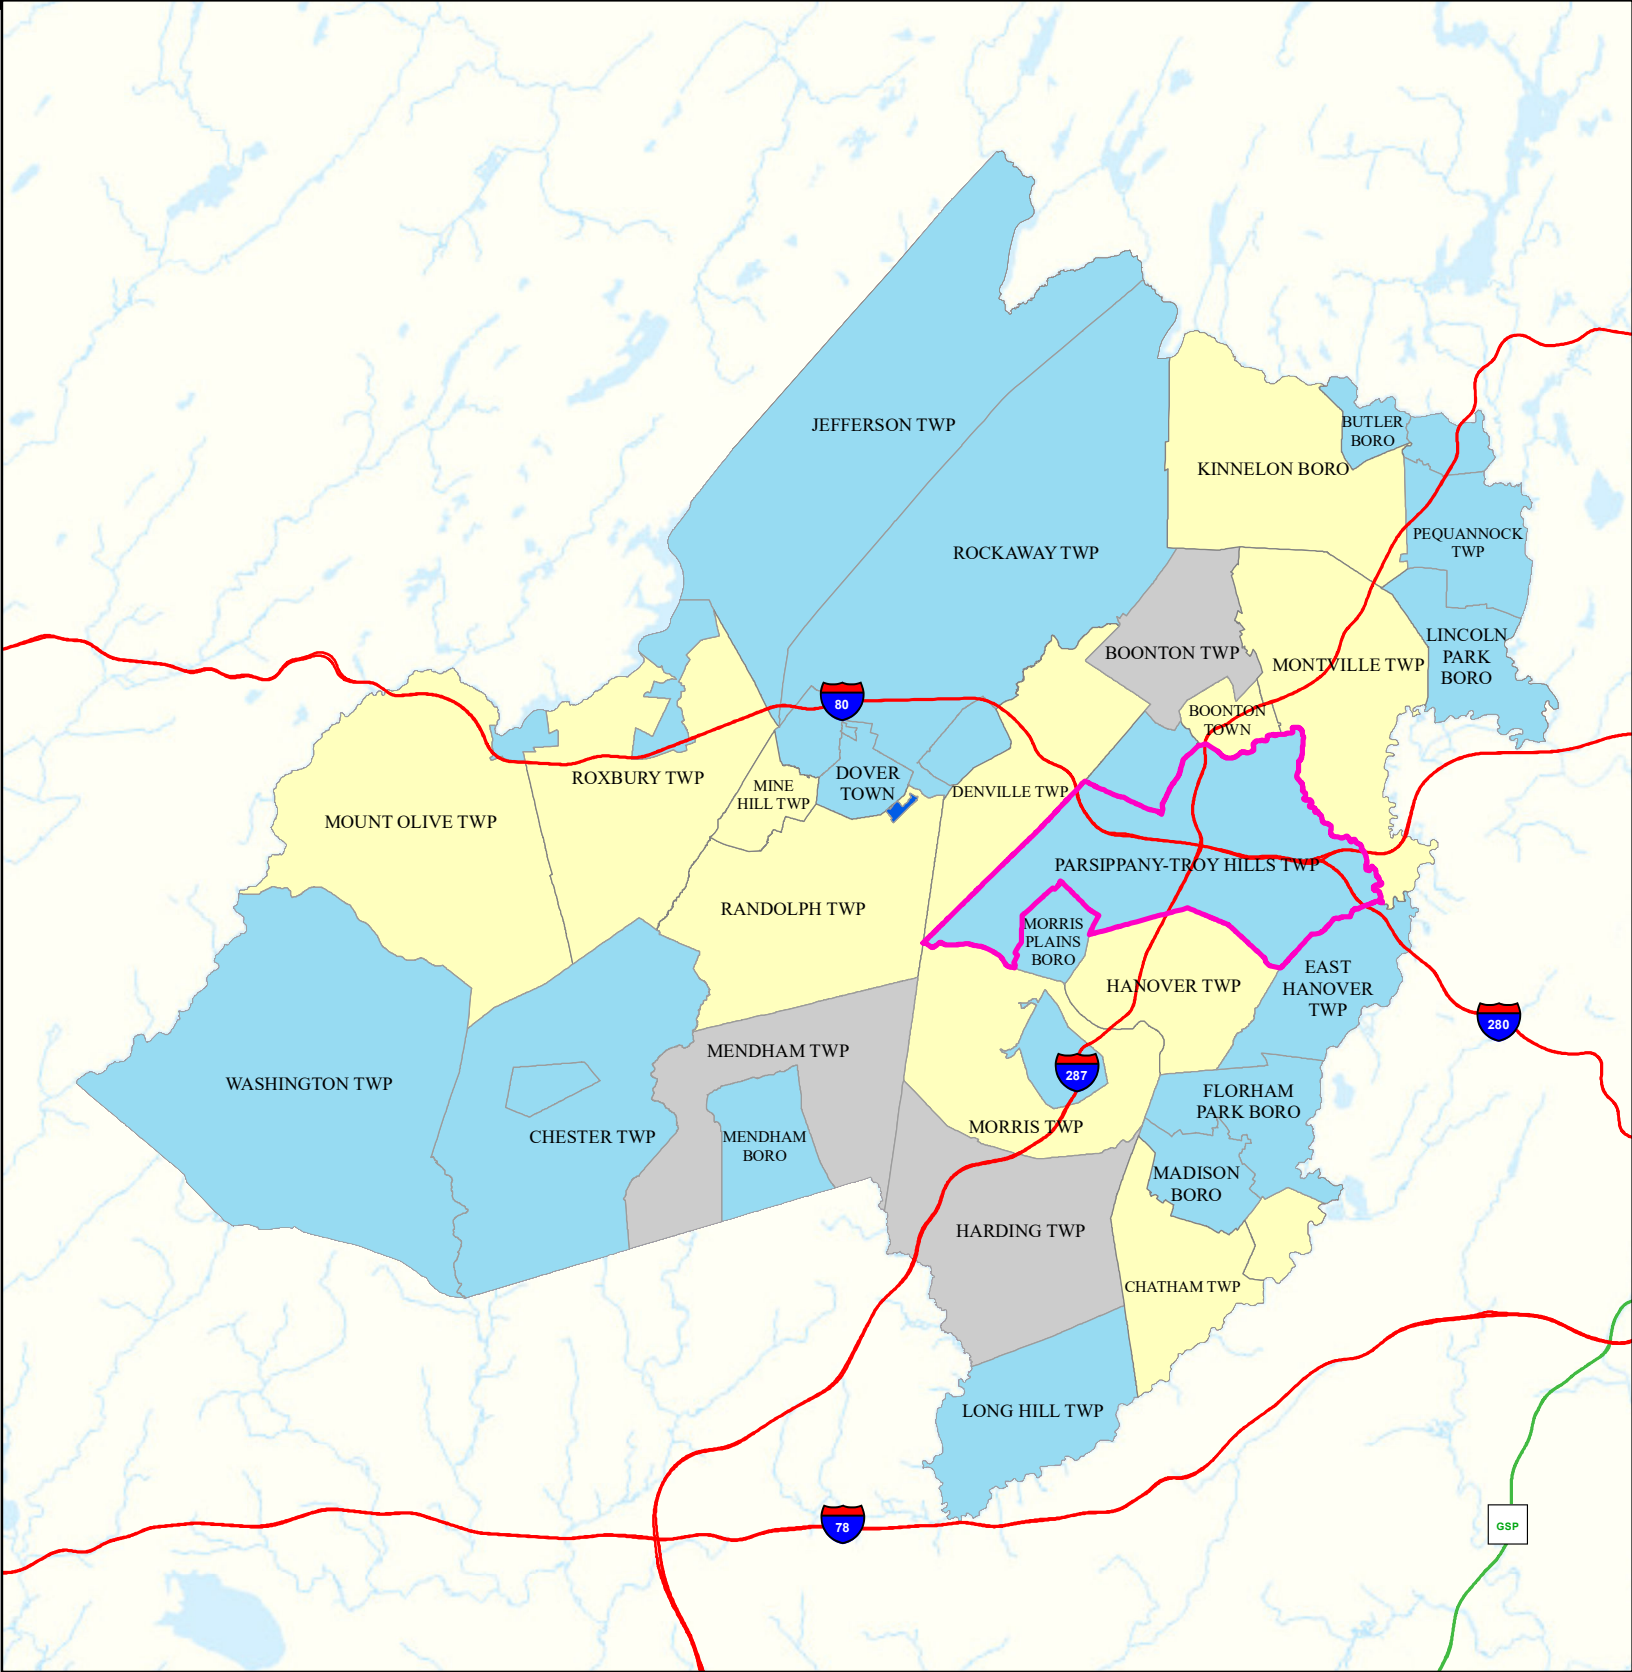 JEFFERSON TWP
BUTLER
BORO
KINNELON BORO
ROCKAWAY TWP
PEQUANNOCK
TWP
BOONTON TWP
MONTVILLE TWP
LINCOLN
PARK
BORO
80
BOONTON
TOWN
ROXBURY TWP
MINE
HILL TWP
DOVER
TOWN
DENVILLE TWP
MOUNT OLIVE TWP
PARSIPPANY-TROY HILLS TWP
RANDOLPH TWP
MORRIS
PLAINS
BORO
HANOVER TWP
EAST
HANOVER
TWP
280
MENDHAM TWP
287
WASHINGTON TWP
FLORHAM
PARK BORO
CHESTER TWP
MENDHAM
BORO
MORRIS TWP
MADISON
BORO
HARDING TWP
CHATHAM TWP
LONG HILL TWP
78
GSP